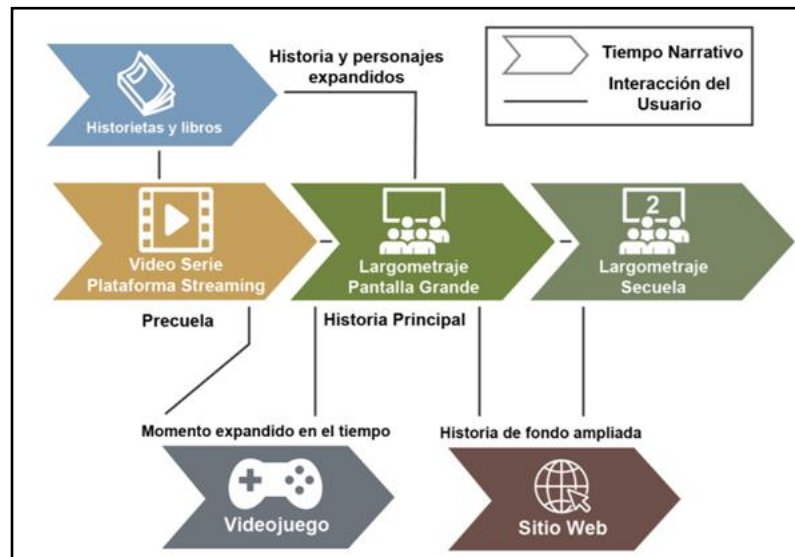 Historia y personajes
expandidos
Tiempo Narrativo
Interacción del
Usuario
Historietas y libros
Video Serie
Plataforma Streaming
Largometraje
Pantalla Grande
2
Largometraje
Secuela
Precuela
Historia Principal
Momento expandido en el tiempo
Historia de fondo ampliada
Videojuego
Sitio Web